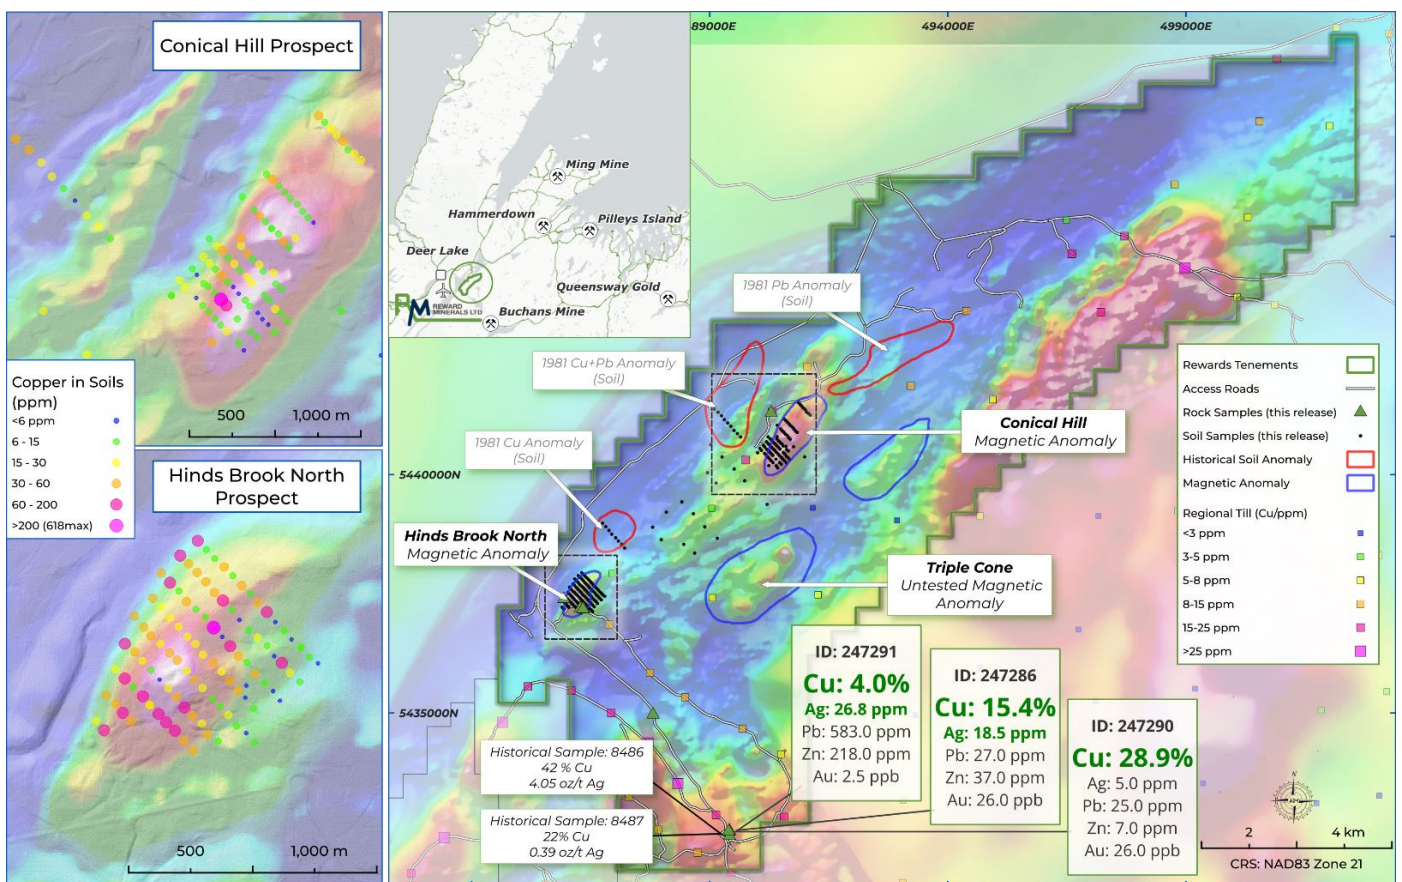 Conical Hill Prospect
Copper in Soils
(ppm)
<6 ppm
6 - 15
15 - 30
30 - 60
60 - 200
>200 (618max)
500
1,000 m
Hinds Brook North
Prospect
500
1,000 m
Ming Mine
Hammerdown
Pilleys Island
Deer Lake
Queensway Gold
Buchans Mine
RM
REWARD
MINERALS LTD
89000E
494000E
499000E
5440000N
5435000N
1981 Pb Anomaly
(Soil)
1981 Cu+Pb Anomaly
(Soil)
1981 Cu Anomaly
(Soil)
Conical Hill
Magnetic Anomaly
Hinds Brook North
Magnetic Anomaly
Triple Cone
Untested Magnetic
Anomaly
Rewards Tenements
Access Roads
Rock Samples (this release)
Soil Samples (this release)
Historical Soil Anomaly
Magnetic Anomaly
Regional Till (Cu/ppm)
<3 ppm
3-5 ppm
5-8 ppm
8-15 ppm
15-25 ppm
>25 ppm
ID: 247291
Cu: 4.0%
Ag: 26.8 ppm
Pb: 583.0 ppm
Zn: 218.0 ppm
Au: 2.5 ppb
ID: 247286
Cu: 15.4%
Ag: 18.5 ppm
Pb: 27.0 ppm
Zn: 37.0 ppm
Au: 26.0 ppb
ID: 247290
Cu: 28.9%
Ag: 5.0 ppm
Pb: 25.0 ppm
Zn: 7.0 ppm
Au: 26.0 ppb
Historical Sample: 8486
42 % Cu
4.05 oz/t Ag
Historical Sample: 8487
22% Cu
0.39 oz/t Ag
N
2
4 km
CRS: NAD83 Zone 21